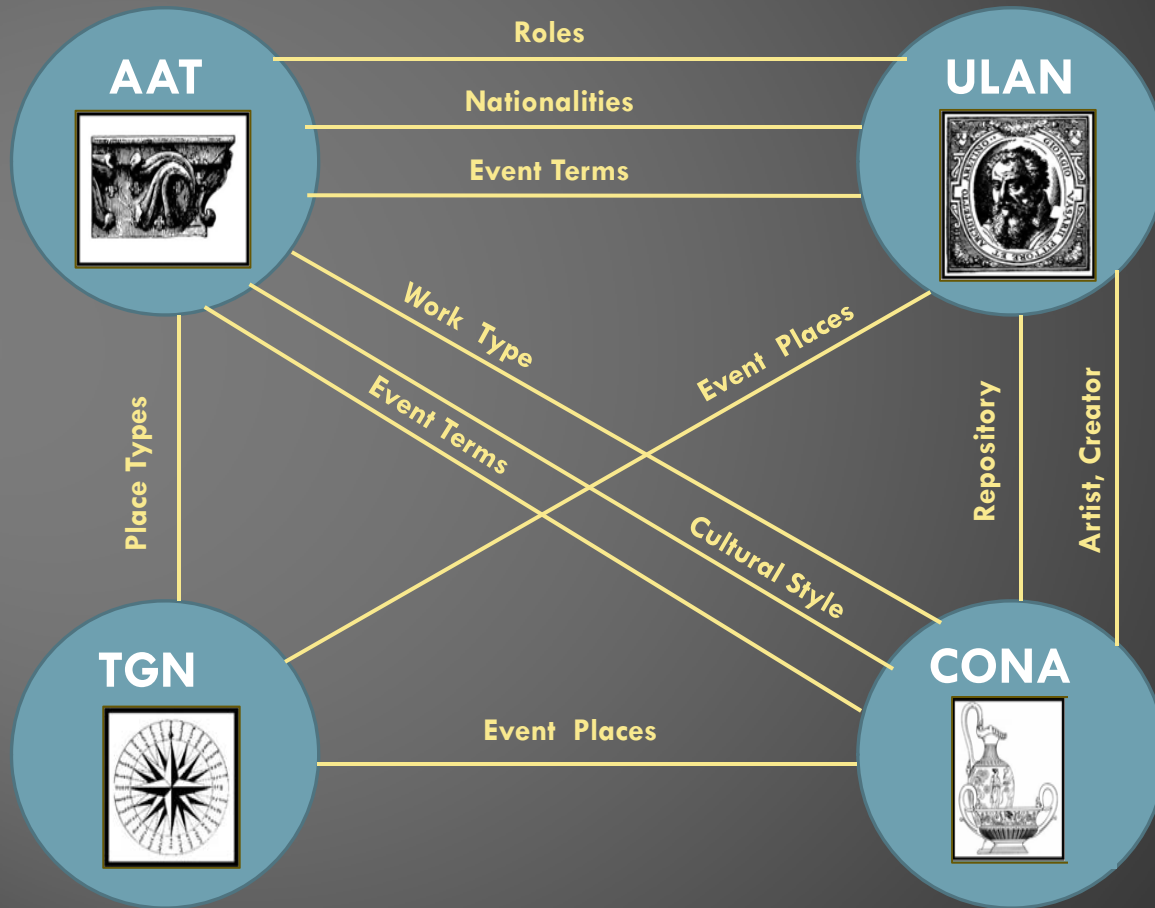 Roles
AAT
ULAN
Nationalities
Event Terms
GIORGIO
Work Type
Event Places
Event Terms
Place Types
Repository
Artist, Creator
Cultural Style
TGN
CONA
Event Places